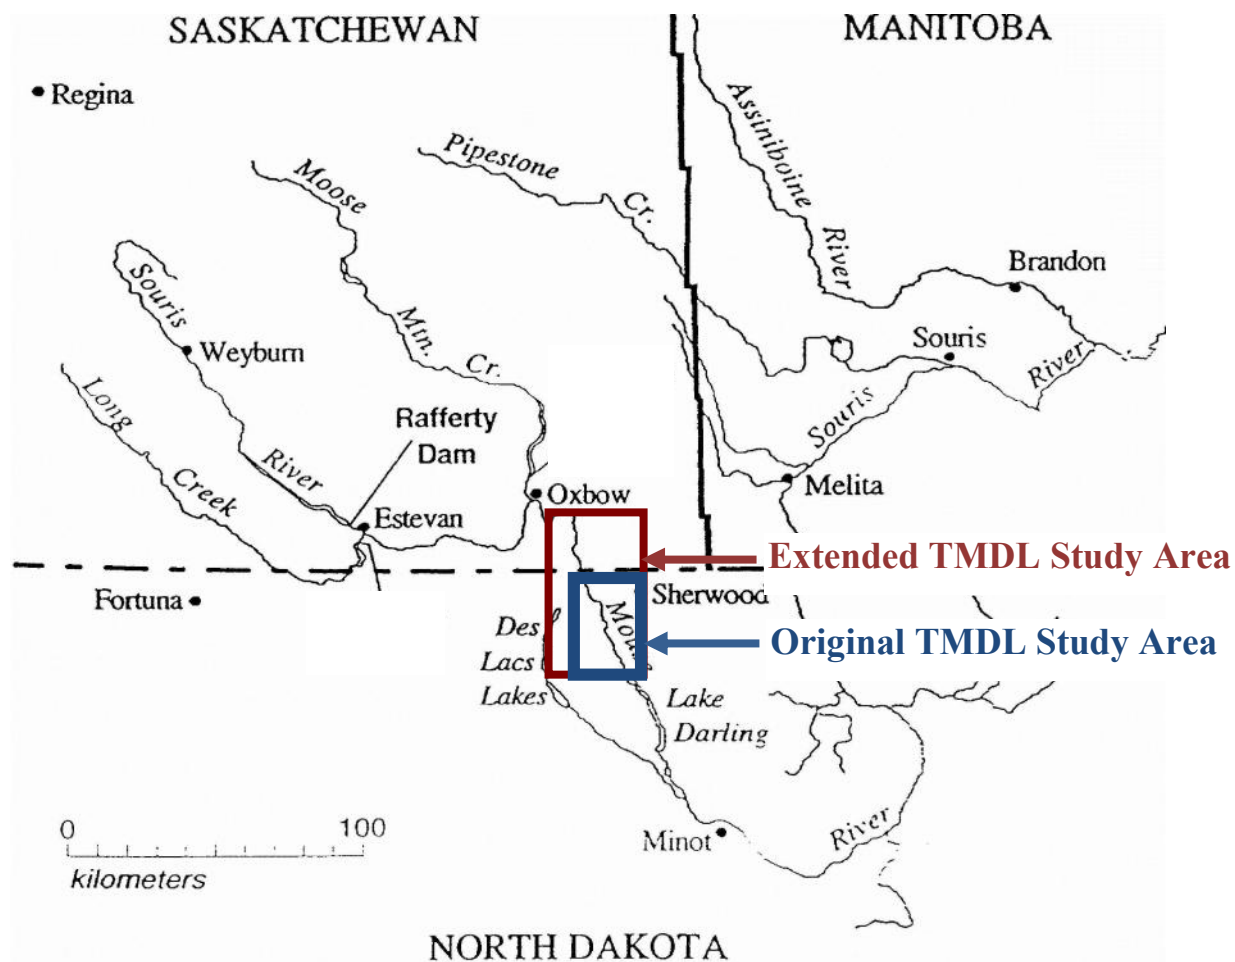 SASKATCHEWAN
MANITOBA
Regina
Assiniboine
River
Pipestone
Cr.
Moose
Mtn.
Cr.
Brandon
Souris
River
Weyburn
Souris
River
Souris
Long
Creek
Rafferty
Dam
Melita
Oxbow
Estevan
Extended TMDL Study Area
Fortuna
Sherwood
Original TMDL Study Area
Des
Lacs
Lakes
Lake
Darling
0 100
kilometers
Minot
River
NORTH DAKOTA